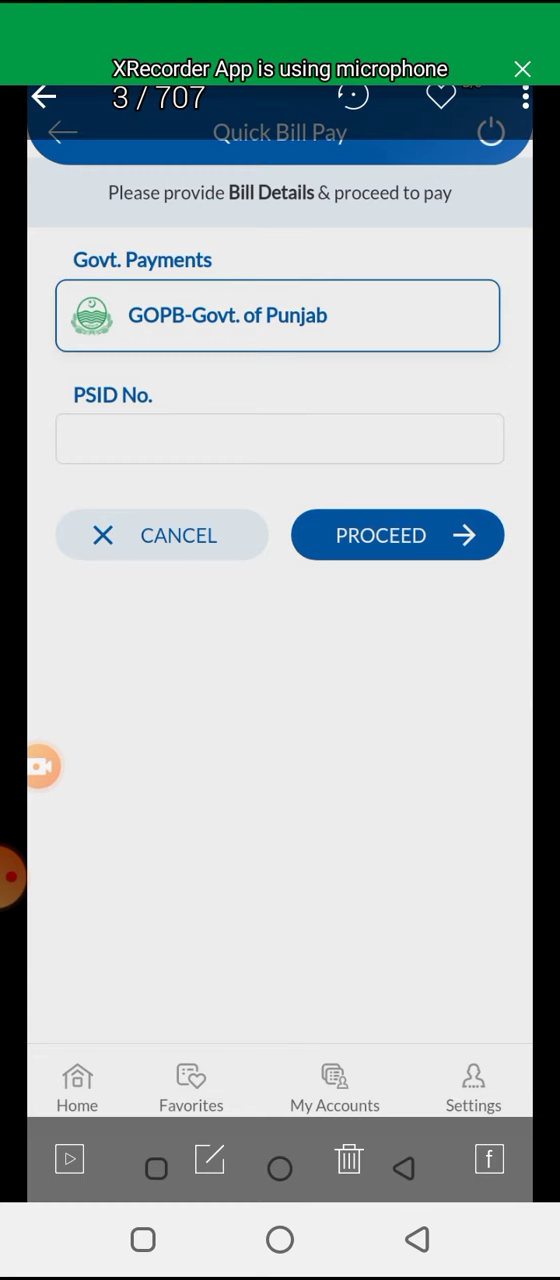 XRecorder App is using microphone
3 / 707
Quick Bill Pay
Please provide Bill Details & proceed to pay
Govt. Payments
GOPB-Govt. of Punjab
PSID No.
CANCEL
PROCEED
Home
Favorites
My Accounts
Settings
f